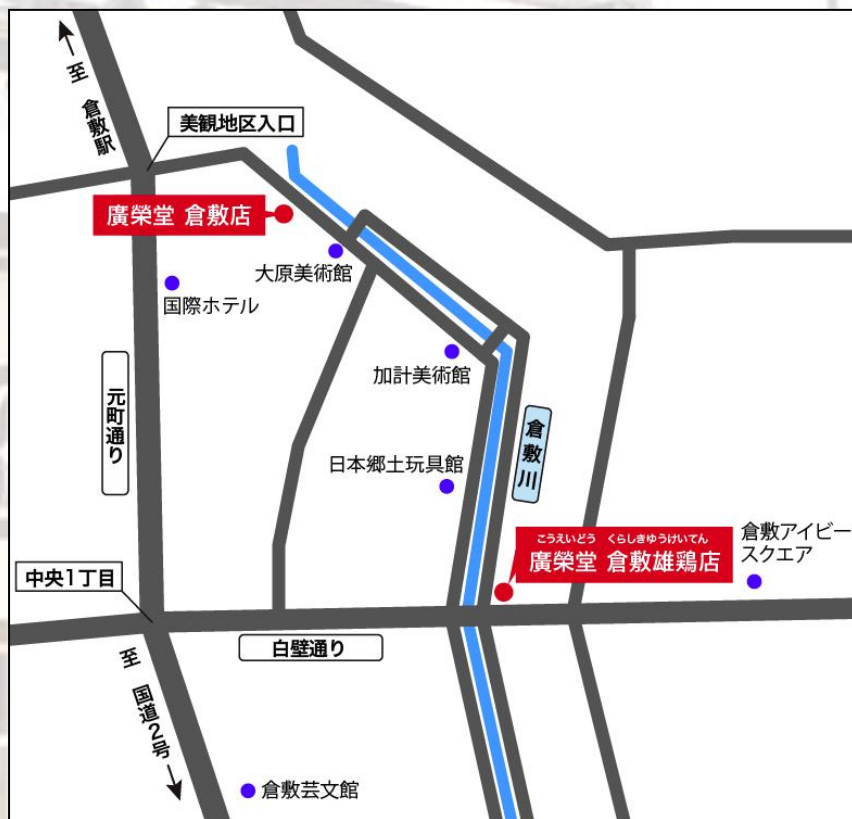 至 倉敷駅
美観地区入口
廣榮堂 倉敷店
大原美術館
国際ホテル
加計美術館
元町通り
倉敷川
日本郷土玩具館
こうえいどう くらしきゆうけいてん
廣榮堂 倉敷雄鶏店
倉敷アイビー
スクエア
中央1丁目
白壁通り
至 国道2号
倉敷芸文館